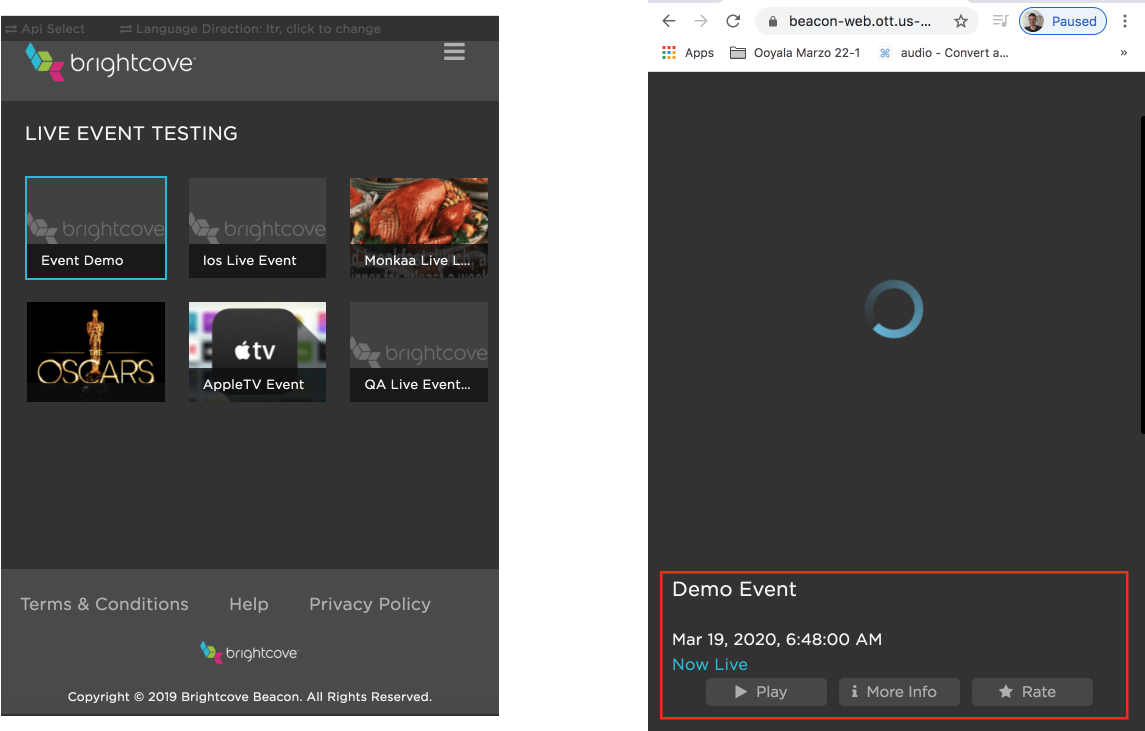 Api Select
Language Direction: ltr, click to change
brightcove
LIVE EVENT TESTING
brightcove
Event Demo
brightcove
Ios Live Event
Monkaa Live L...
THE
OSCARS
tv
AppleTV Event
brightcove
QA Live Event...
Terms & Conditions
Help
Privacy Policy
brightcove
Copyright © 2019 Brightcove Beacon. All Rights Reserved.
beacon-web.ott.us-...
Paused
Apps
Ooyala Marzo 22-1
audio - Convert a...
»
Demo Event
Mar 19, 2020, 6:48:00 AM
Now Live
Play
More Info
Rate